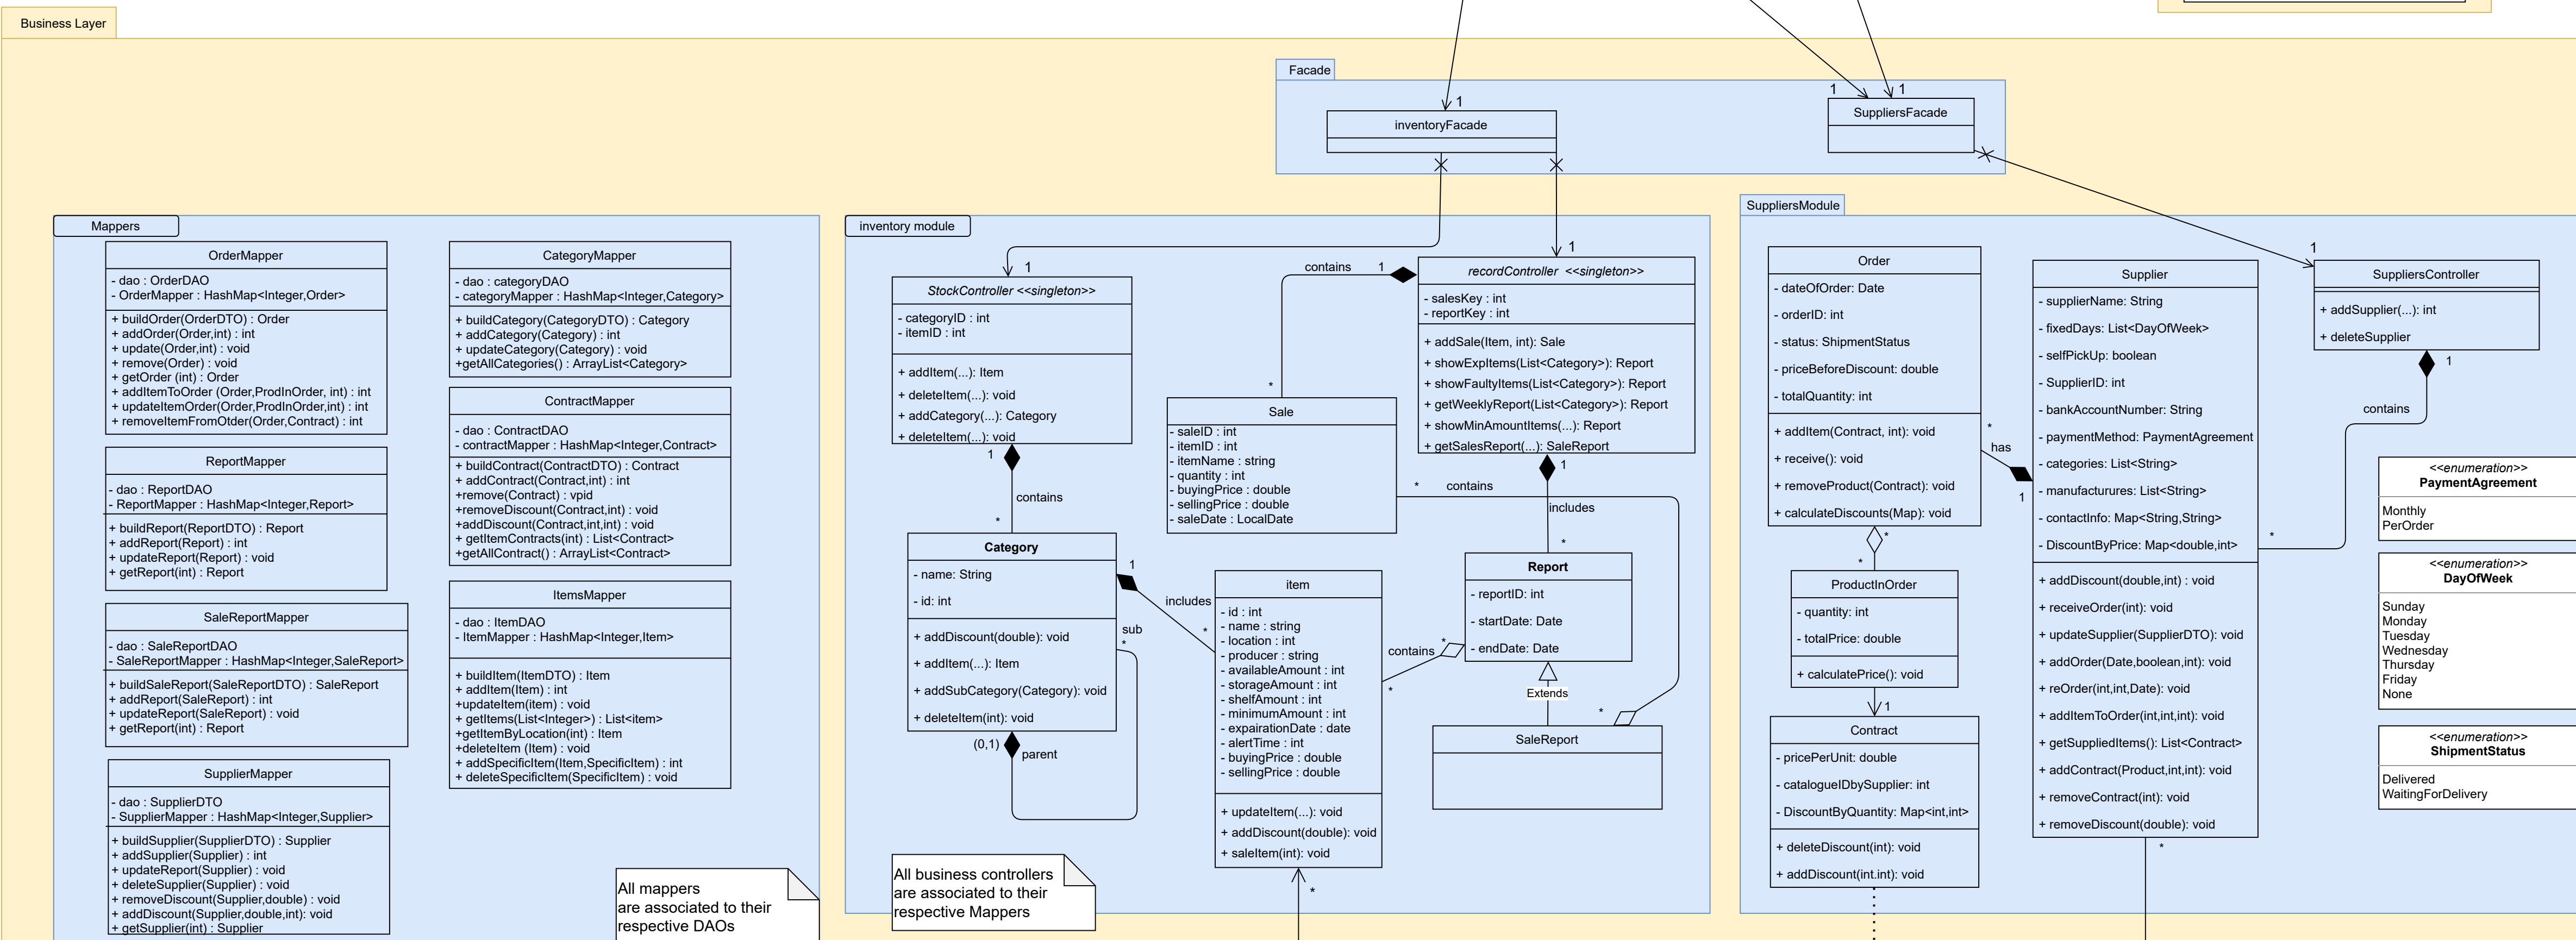 Business Layer
Facade
1
inventoryFacade
1
1
SuppliersFacade
Mappers
OrderMapper
- dao : OrderDAO
- OrderMapper : HashMap<Integer,Order>
+ buildOrder(OrderDTO) : Order
+ addOrder(Order,int) : int
+ update(Order,int) : void
+ remove(Order) : void
+ getOrder (int) : Order
+ addItemToOrder (Order,ProdInOrder, int) : int
+ updateItemOrder(Order,ProdInOrder,int) : int
+ removeItemFromOtder(Order,Contract) : int
ReportMapper
- dao : ReportDAO
- ReportMapper : HashMap<Integer,Report>
+ buildReport(ReportDTO) : Report
+ addReport(Report) : int
+ updateReport(Report) : void
+ getReport(int) : Report
SaleReportMapper
- dao : SaleReportDAO
- SaleReportMapper : HashMap<Integer,SaleReport>
+ buildSaleReport(SaleReportDTO) : SaleReport
+ addReport(SaleReport) : int
+ updateReport(SaleReport) : void
+ getReport(int) : Report
SupplierMapper
- dao : SupplierDTO
- SupplierMapper : HashMap<Integer,Supplier>
+ buildSupplier(SupplierDTO) : Supplier
+ addSupplier(Supplier) : int
+ updateReport(Supplier) : void
+ deleteSupplier(Supplier) : void
+ removeDiscount(Supplier,double) : void
+ addDiscount(Supplier,double,int): void
+ getSupplier(int) : Supplier
CategoryMapper
- dao : categoryDAO
- categoryMapper : HashMap<Integer,Category>
+ buildCategory(CategoryDTO) : Category
+ addCategory(Category) : int
+ updateCategory(Category) : void
+getAllCategories() : ArrayList<Category>
ContractMapper
- dao : ContractDAO
- contractMapper : HashMap<Integer,Contract>
+ buildContract(ContractDTO) : Contract
+ addContract(Contract,int) : int
+remove(Contract) : vpid
+removeDiscount(Contract,int) : void
+addDiscount(Contract,int,int) : void
+ getItemContracts(int) : List<Contract>
+getAllContract() : ArrayList<Contract>
ItemsMapper
- dao : ItemDAO
- ItemMapper : HashMap<Integer,Item>
+ buildItem(ItemDTO) : Item
+ addItem(Item) : int
+updateItem(item) : void
+ getItems(List<Integer>) : List<item>
+getItemByLocation(int) : Item
+deleteItem (Item) : void
+ addSpecificItem(Item,SpecificItem) : int
+ deleteSpecificItem(SpecificItem) : void
All mappers
are associated to their
respective DAOs
inventory module
1
StockController <<singleton>>
- categoryID : int
- itemID : int
+ addItem(...): Item
+ deleteItem(...): void
+ addCategory(...): Category
+ deleteItem(...): void
1
contains
*
Category
- name: String
- id: int
+ addDiscount(double): void
+ addItem(...): Item
+ addSubCategory(Category): void
+ deleteItem(int): void
(0,1)
parent
sub
*
1
includes
*
All business controllers
are associated to their
respective Mappers
contains
1
*
1
recordController <<singleton>>
- salesKey : int
- reportKey : int
+ addSale(Item, int): Sale
+ showExpItems(List<Category>): Report
+ showFaultyItems(List<Category>): Report
+ getWeeklyReport(List<Category>): Report
+ showMinAmountItems(...): Report
+ getSalesReport(...): SaleReport
1
includes
*
Sale
- saleID : int
- itemID : int
- itemName : string
- quantity : int
- buyingPrice : double
- sellingPrice : double
- saleDate : LocalDate
*
contains
*
item
- id : int
- name : string
- location : int
- producer : string
- availableAmount : int
- storageAmount : int
- shelfAmount : int
- minimumAmount : int
- expairationDate : date
- alertTime : int
- buyingPrice : double
- sellingPrice : double
+ updateItem(...): void
+ addDiscount(double): void
+ saleItem(int): void
*
contains
*
*
Report
- reportID: int
- startDate: Date
- endDate: Date
Extends
SaleReport
SuppliersModule
Order
- dateOfOrder: Date
- orderID: int
- status: ShipmentStatus
- priceBeforeDiscount: double
- totalQuantity: int
+ addItem(Contract, int): void
+ receive(): void
+ removeProduct(Contract): void
+ calculateDiscounts(Map): void
*
has
1
*
*
ProductInOrder
- quantity: int
- totalPrice: double
+ calculatePrice(): void
1
Contract
- pricePerUnit: double
- catalogueIDbySupplier: int
- DiscountByQuantity: Map<int,int>
+ deleteDiscount(int): void
+ addDiscount(int.int): void
Supplier
- supplierName: String
- fixedDays: List<DayOfWeek>
- selfPickUp: boolean
- SupplierID: int
- bankAccountNumber: String
- paymentMethod: PaymentAgreement
- categories: List<String>
- manufacturures: List<String>
- contactInfo: Map<String,String>
- DiscountByPrice: Map<double,int>
+ addDiscount(double,int) : void
+ receiveOrder(int): void
+ updateSupplier(SupplierDTO): void
+ addOrder(Date,boolean,int): void
+ reOrder(int,int,Date): void
+ addItemToOrder(int,int,int): void
+ getSuppliedItems(): List<Contract>
+ addContract(Product,int,int): void
+ removeContract(int): void
+ removeDiscount(double): void
*
1
SuppliersController
+ addSupplier(...): int
+ deleteSupplier
1
contains
*
<<enumeration>>
PaymentAgreement
Monthly
PerOrder
<<enumeration>>
DayOfWeek
Sunday
Monday
Tuesday
Wednesday
Thursday
Friday
None
<<enumeration>>
ShipmentStatus
Delivered
WaitingForDelivery